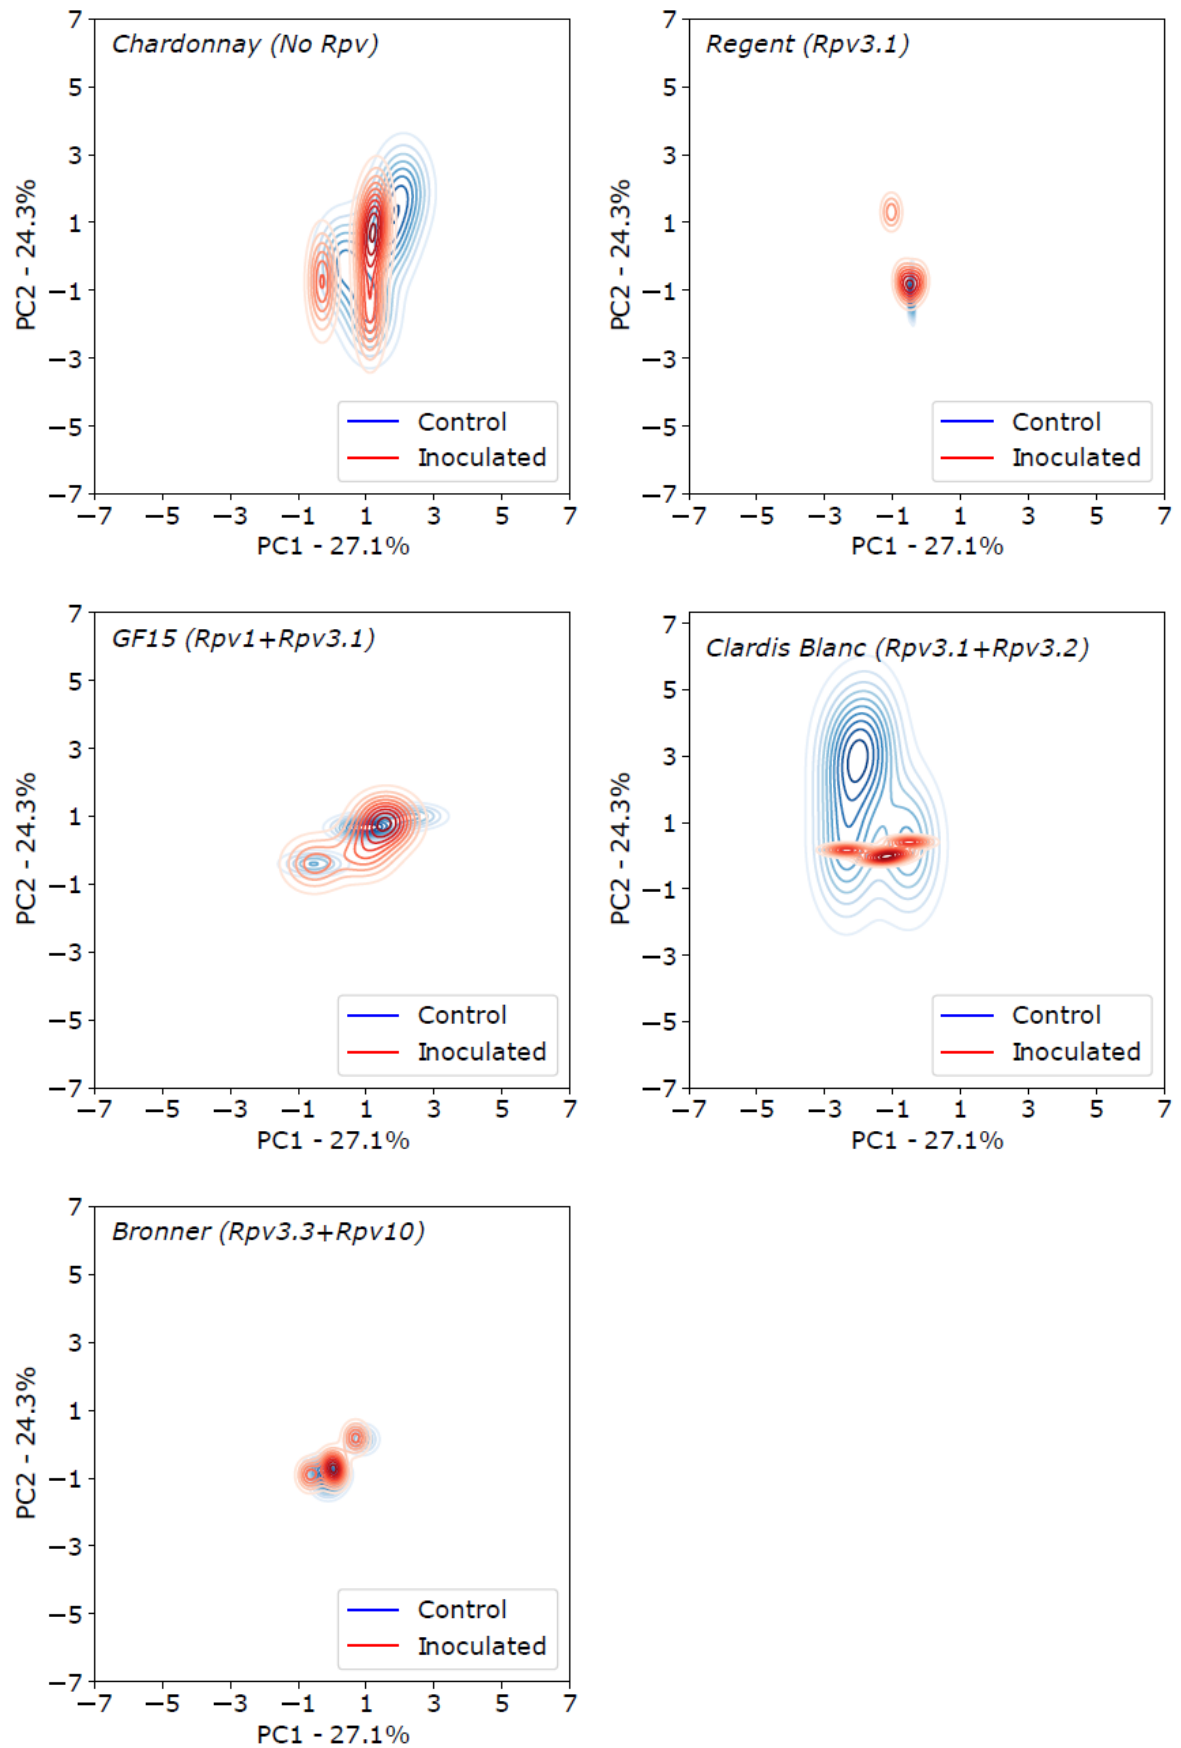 Chardonnay (No Rpv)
7
5
3
1
−1
−3
−5
−7
PC2 - 24.3%
Control
Inoculated
−7 −5 −3 −1 1 3 5 7
PC1 - 27.1%
Regent (Rpv3.1)
7
5
3
1
−1
−3
−5
−7
PC2 - 24.3%
Control
Inoculated
−7 −5 −3 −1 1 3 5 7
PC1 - 27.1%
GF15 (Rpv1+Rpv3.1)
7
5
3
1
−1
−3
−5
−7
PC2 - 24.3%
Control
Inoculated
−7 −5 −3 −1 1 3 5 7
PC1 - 27.1%
Clardis Blanc (Rpv3.1+Rpv3.2)
7
5
3
1
−1
−3
−5
−7
PC2 - 24.3%
Control
Inoculated
−7 −5 −3 −1 1 3 5 7
PC1 - 27.1%
Bronner (Rpv3.3+Rpv10)
7
5
3
1
−1
−3
−5
−7
PC2 - 24.3%
Control
Inoculated
−7 −5 −3 −1 1 3 5 7
PC1 - 27.1%